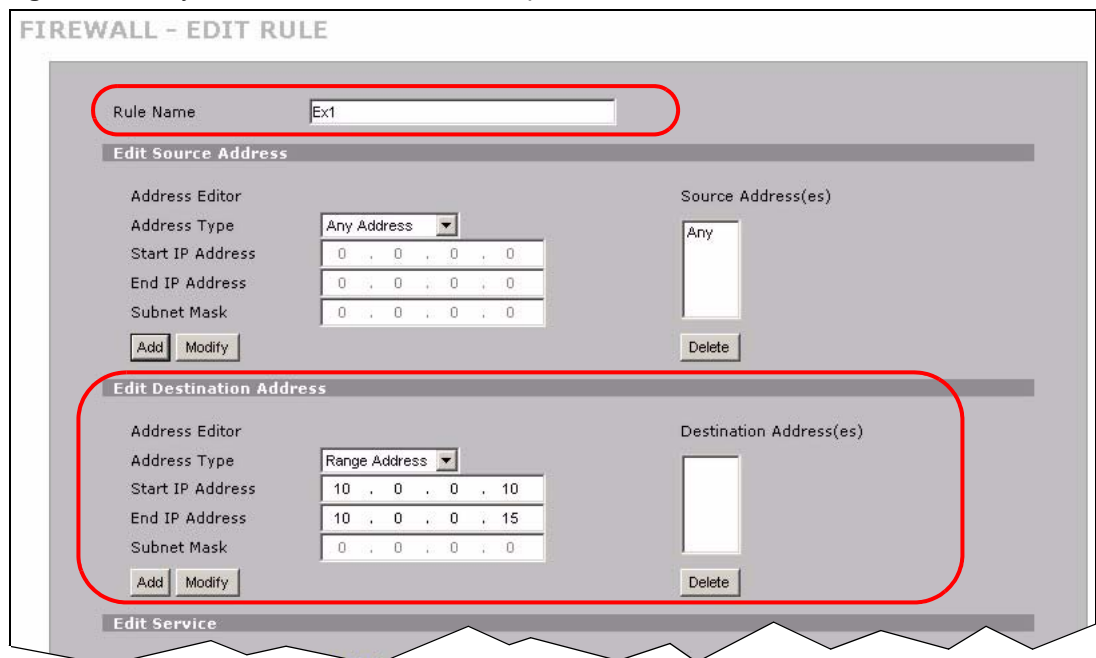 FIREWALL - EDIT RULE
Rule Name Ex1
Edit Source Address
Address Editor Source Address(es)
Address Type Any Address Any
Start IP Address 0 . 0 . 0 . 0
End IP Address 0 . 0 . 0 . 0
Subnet Mask 0 . 0 . 0 . 0
Add Modify Delete
Edit Destination Address
Address Editor Destination Address(es)
Address Type Range Address
Start IP Address 10 . 0 . 0 . 10
End IP Address 10 . 0 . 0 . 15
Subnet Mask 0 . 0 . 0 . 0
Add Modify Delete
Edit Service